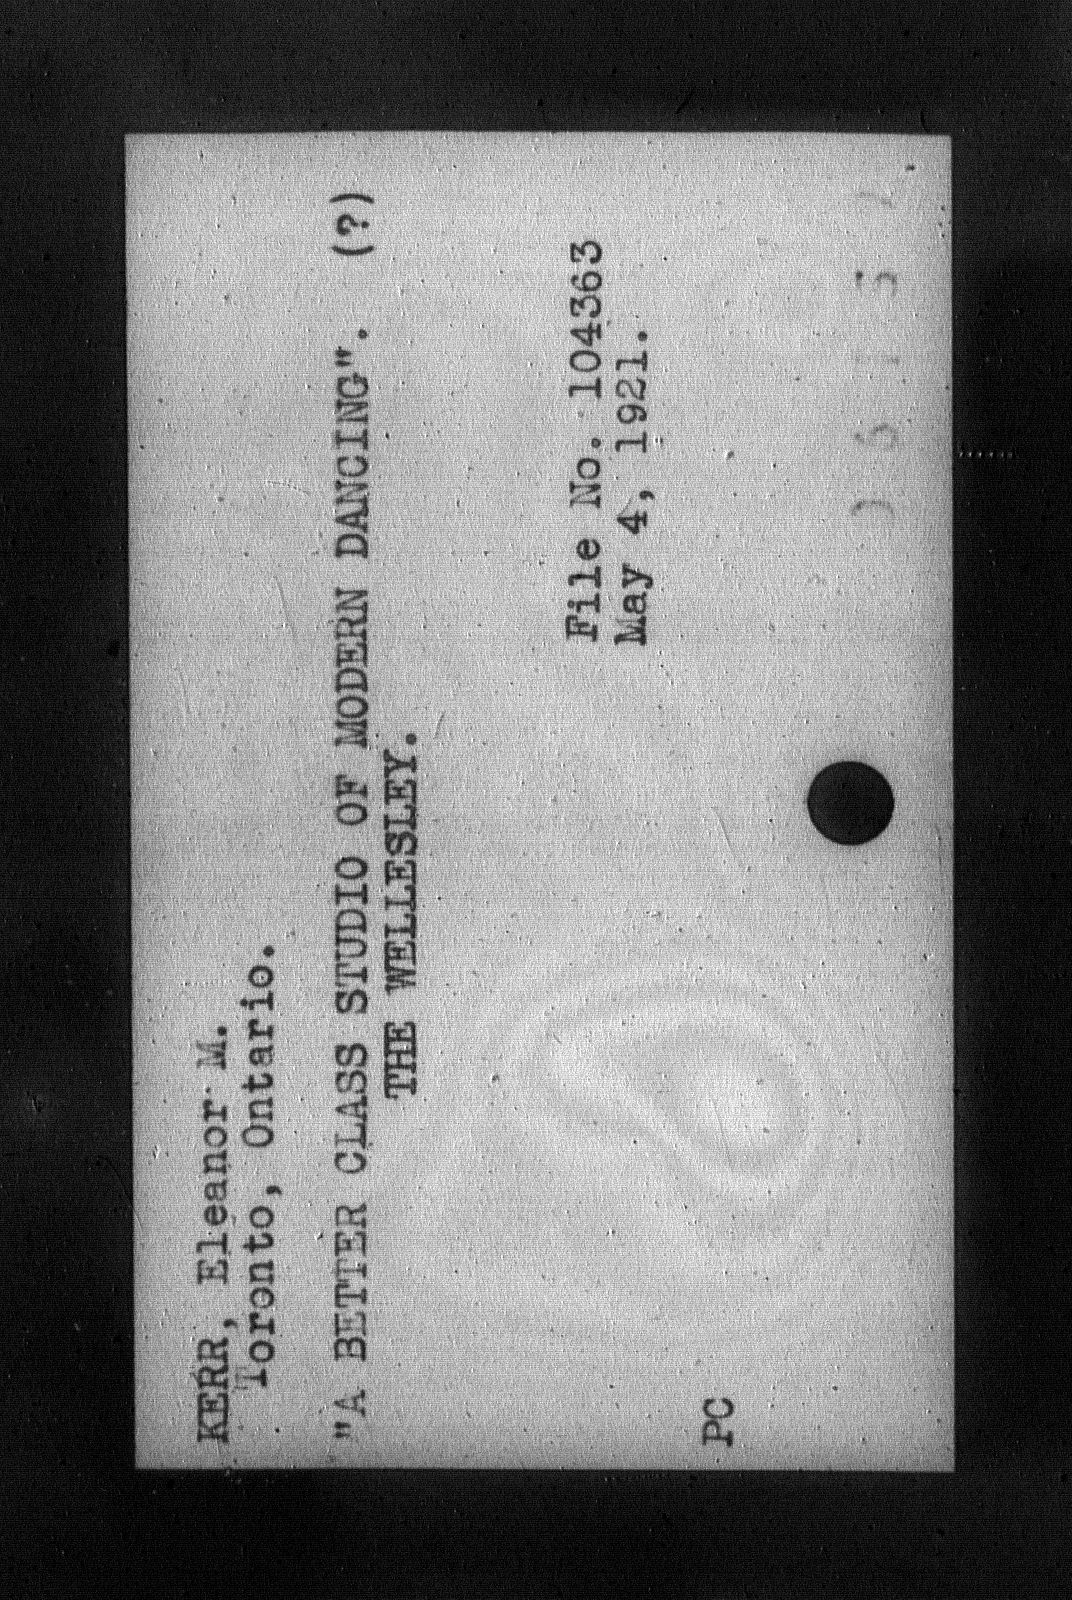 KERR, Eleanor M.
Toronto, Ontario.
"A BETTER CLASS STUDIO OF MODERN DANCING". (?)
THE WELLESLEY.
File No. 104363
May 4, 1921.
PC